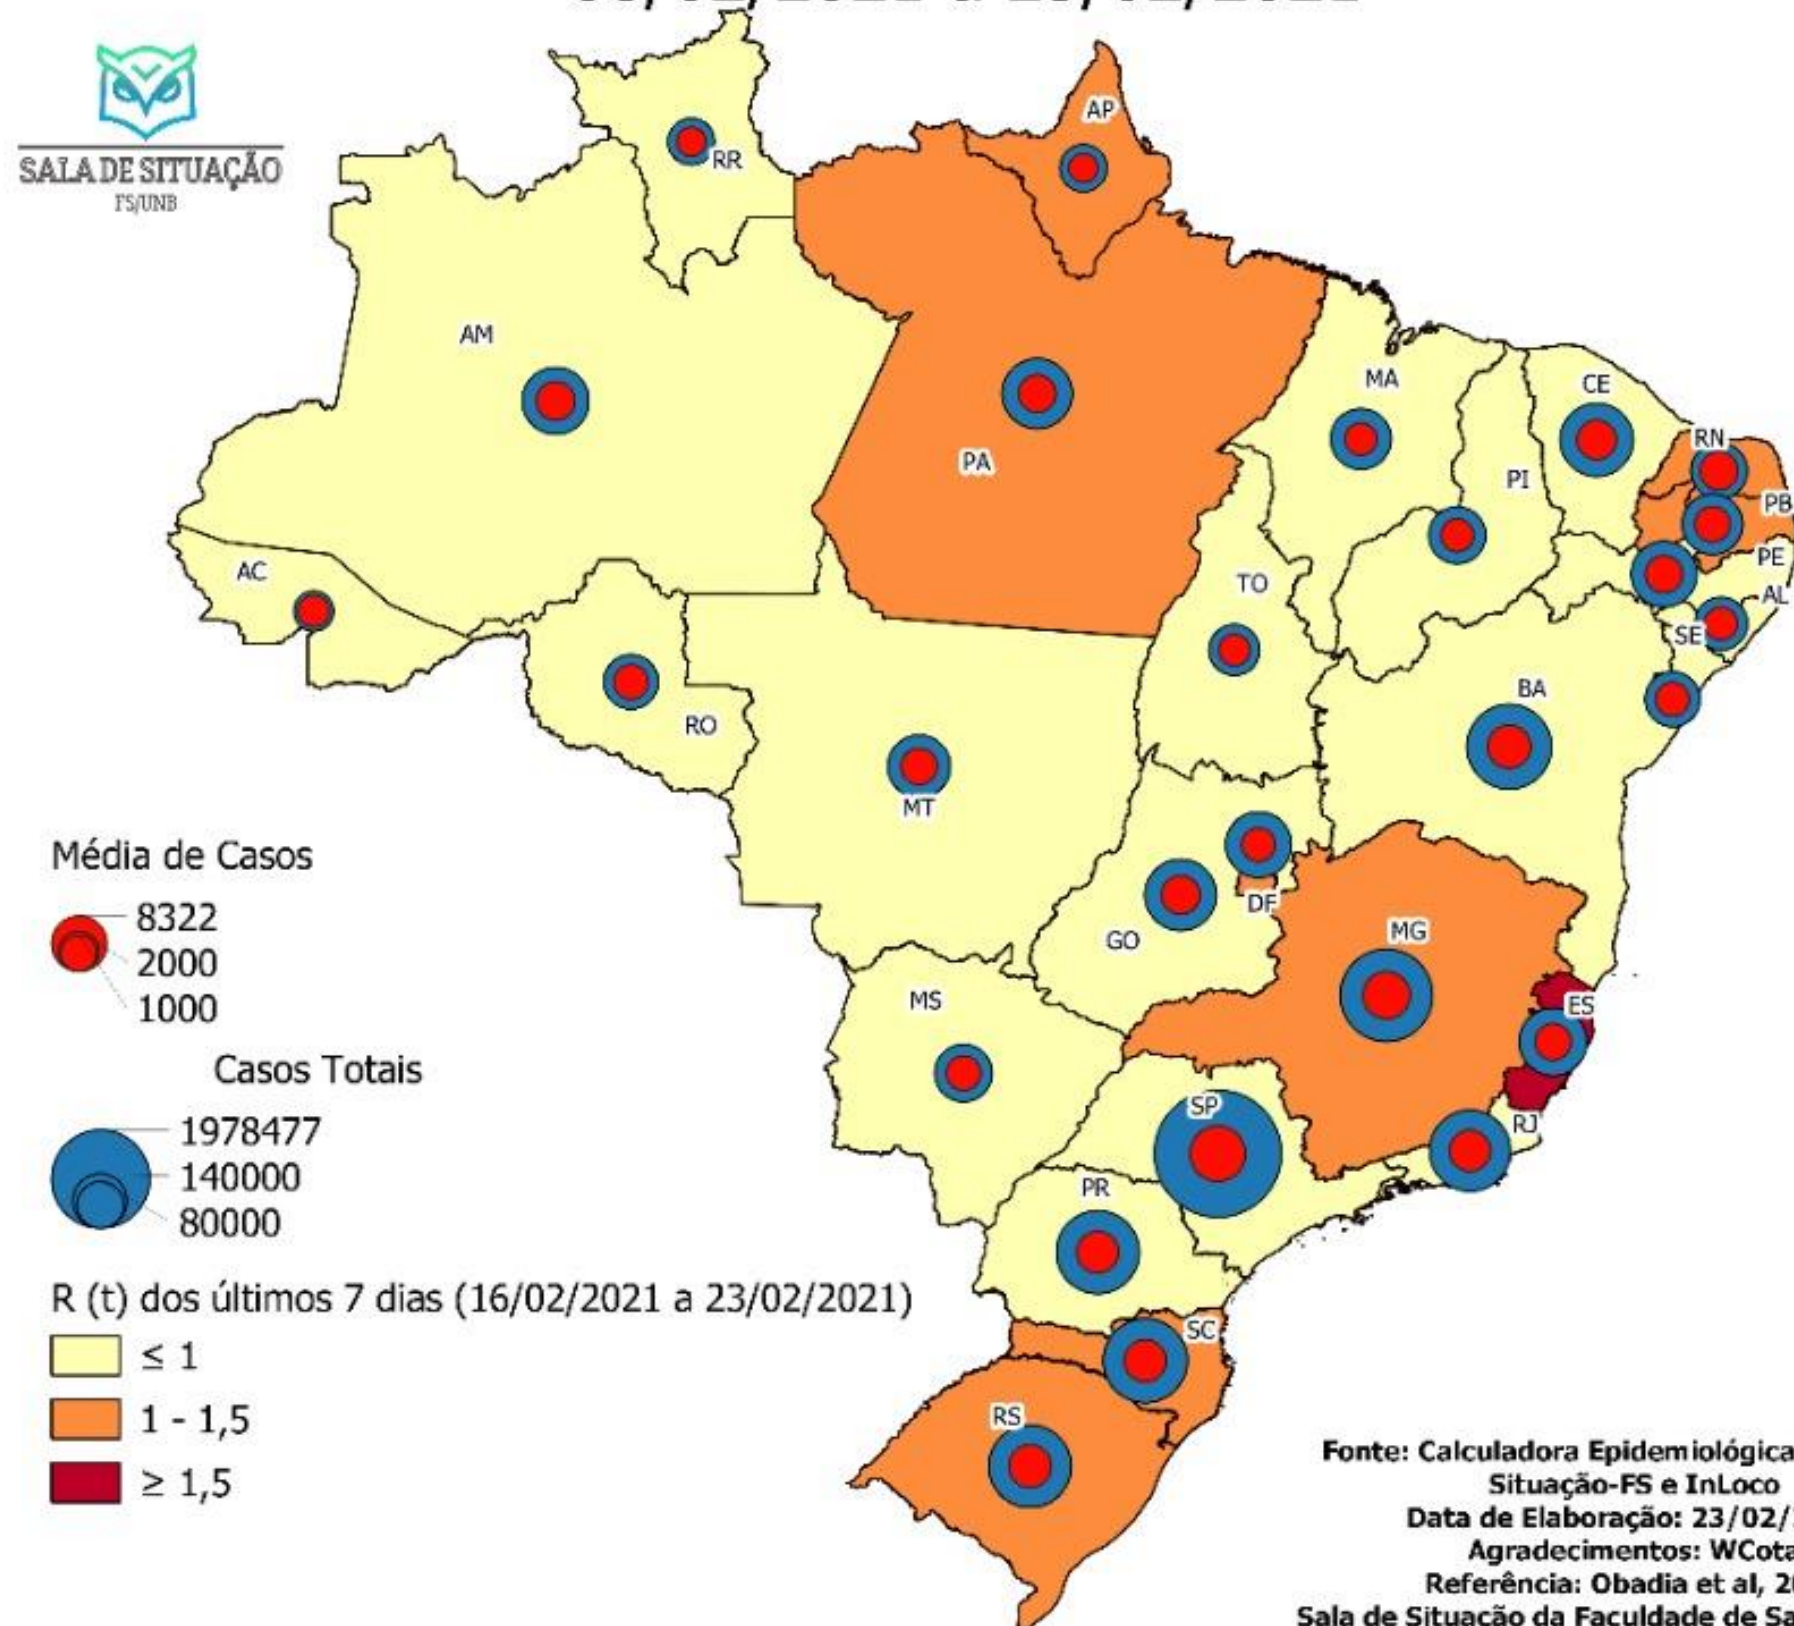 SALA DE SITUAÇÃO
FS/UNB
RR
AP
AM
PA
MA
CE
RN
PI
PB
PE
AL
SE
AC
TO
RO
BA
MT
DF
GO
MG
MS
ES
SP
RJ
PR
SC
RS
Média de Casos
8322
2000
1000
Casos Totais
1978477
140000
80000
R (t) dos últimos 7 dias (16/02/2021 a 23/02/2021)
≤ 1
1 - 1,5
≥ 1,5
Fonte: Calculadora Epidemiológica
Situação-FS e InLoco
Data de Elaboração: 23/02/
Agradecimentos: WCota
Referência: Obadia et al,
Sala de Situação da Faculdade de